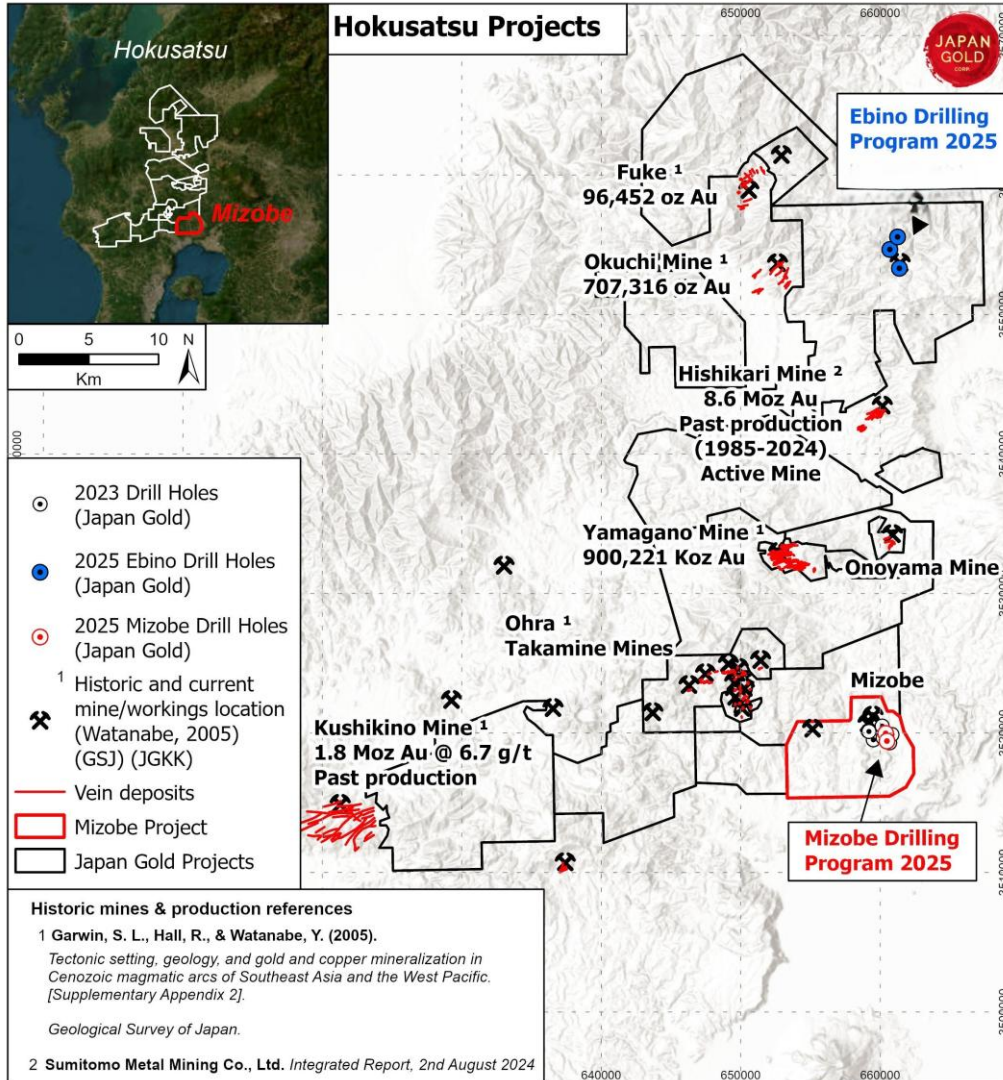 Hokusatsu Projects
Hokusatsu
Mizobe
JAPAN
GOLD
CORP.
650000
660000
Ebino Drilling
Program 2025
Fuke ¹
96,452 oz Au
Okuchi Mine ¹
707,316 oz Au
3550000
0 5 10
Km
N
Hishikari Mine ²
8.6 Moz Au
Past production
(1985-2024)
Active Mine
3540000
2023 Drill Holes
(Japan Gold)
2025 Ebino Drill Holes
(Japan Gold)
2025 Mizobe Drill Holes
(Japan Gold)
1 Historic and current
mine/workings location
(Watanabe, 2005)
(GSJ) (JGKK)
Vein deposits
Mizobe Project
Japan Gold Projects
Yamagano Mine ¹
900,221 Koz Au
Onoyama Mine
3530000
Ohra ¹
Takamine Mines
Mizobe
3520000
Kushikino Mine ¹
1.8 Moz Au @ 6.7 g/t
Past production
Mizobe Drilling
Program 2025
3510000
Historic mines & production references
1 Garwin, S. L., Hall, R., & Watanabe, Y. (2005).
Tectonic setting, geology, and gold and copper mineralization in
Cenozoic magmatic arcs of Southeast Asia and the West Pacific.
[Supplementary Appendix 2].
Geological Survey of Japan.
2 Sumitomo Metal Mining Co., Ltd. Integrated Report, 2nd August 2024
3500000
640000
650000
660000